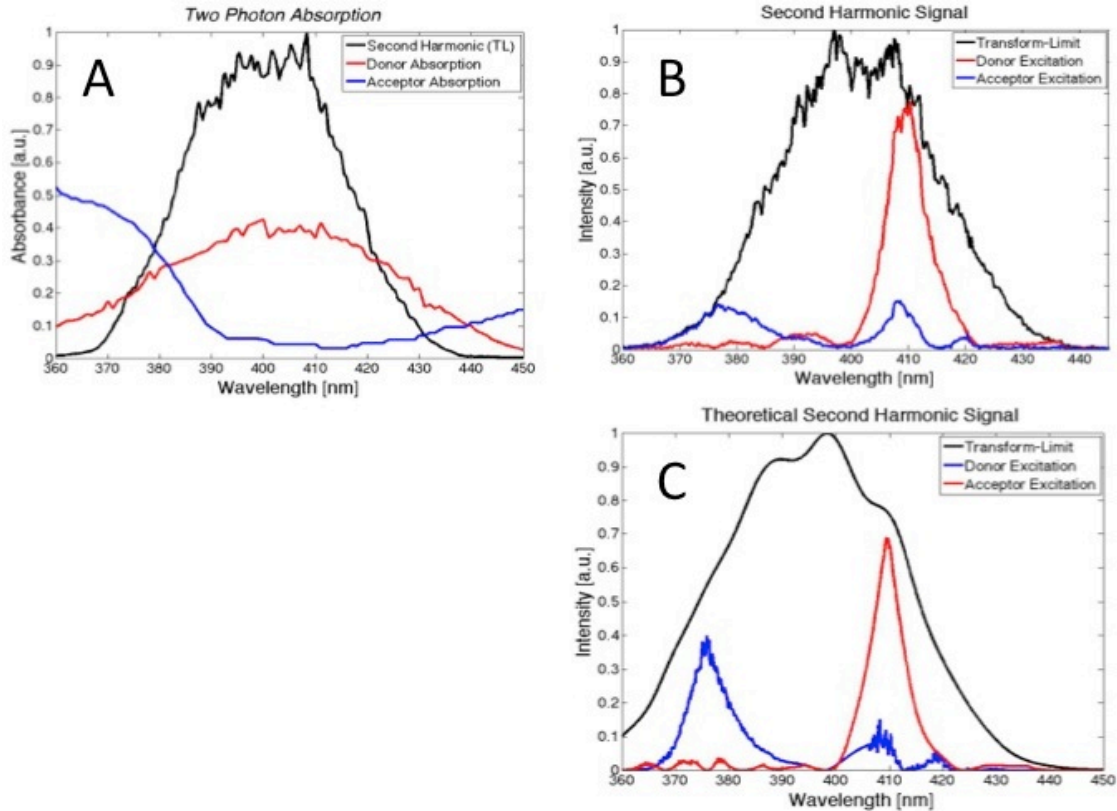 Two Photon Absorption
A
Second Harmonic (TL)
Donor Absorption
Acceptor Absorption
Absorbance [a.u.]
1
0.9
0.8
0.7
0.6
0.5
0.4
0.3
0.2
0.1
0
360 370 380 390 400 410 420 430 440 450
Wavelength [nm]
Second Harmonic Signal
B
Transform-Limit
Donor Excitation
Acceptor Excitation
Intensity [a.u.]
1
0.9
0.8
0.7
0.6
0.5
0.4
0.3
0.2
0.1
0
360 370 380 390 400 410 420 430 440
Wavelength [nm]
Theoretical Second Harmonic Signal
C
Transform-Limit
Donor Excitation
Acceptor Excitation
Intensity [a.u.]
1
0.9
0.8
0.7
0.6
0.5
0.4
0.3
0.2
0.1
0
360 370 380 390 400 410 420 430 440 450
Wavelength [nm]